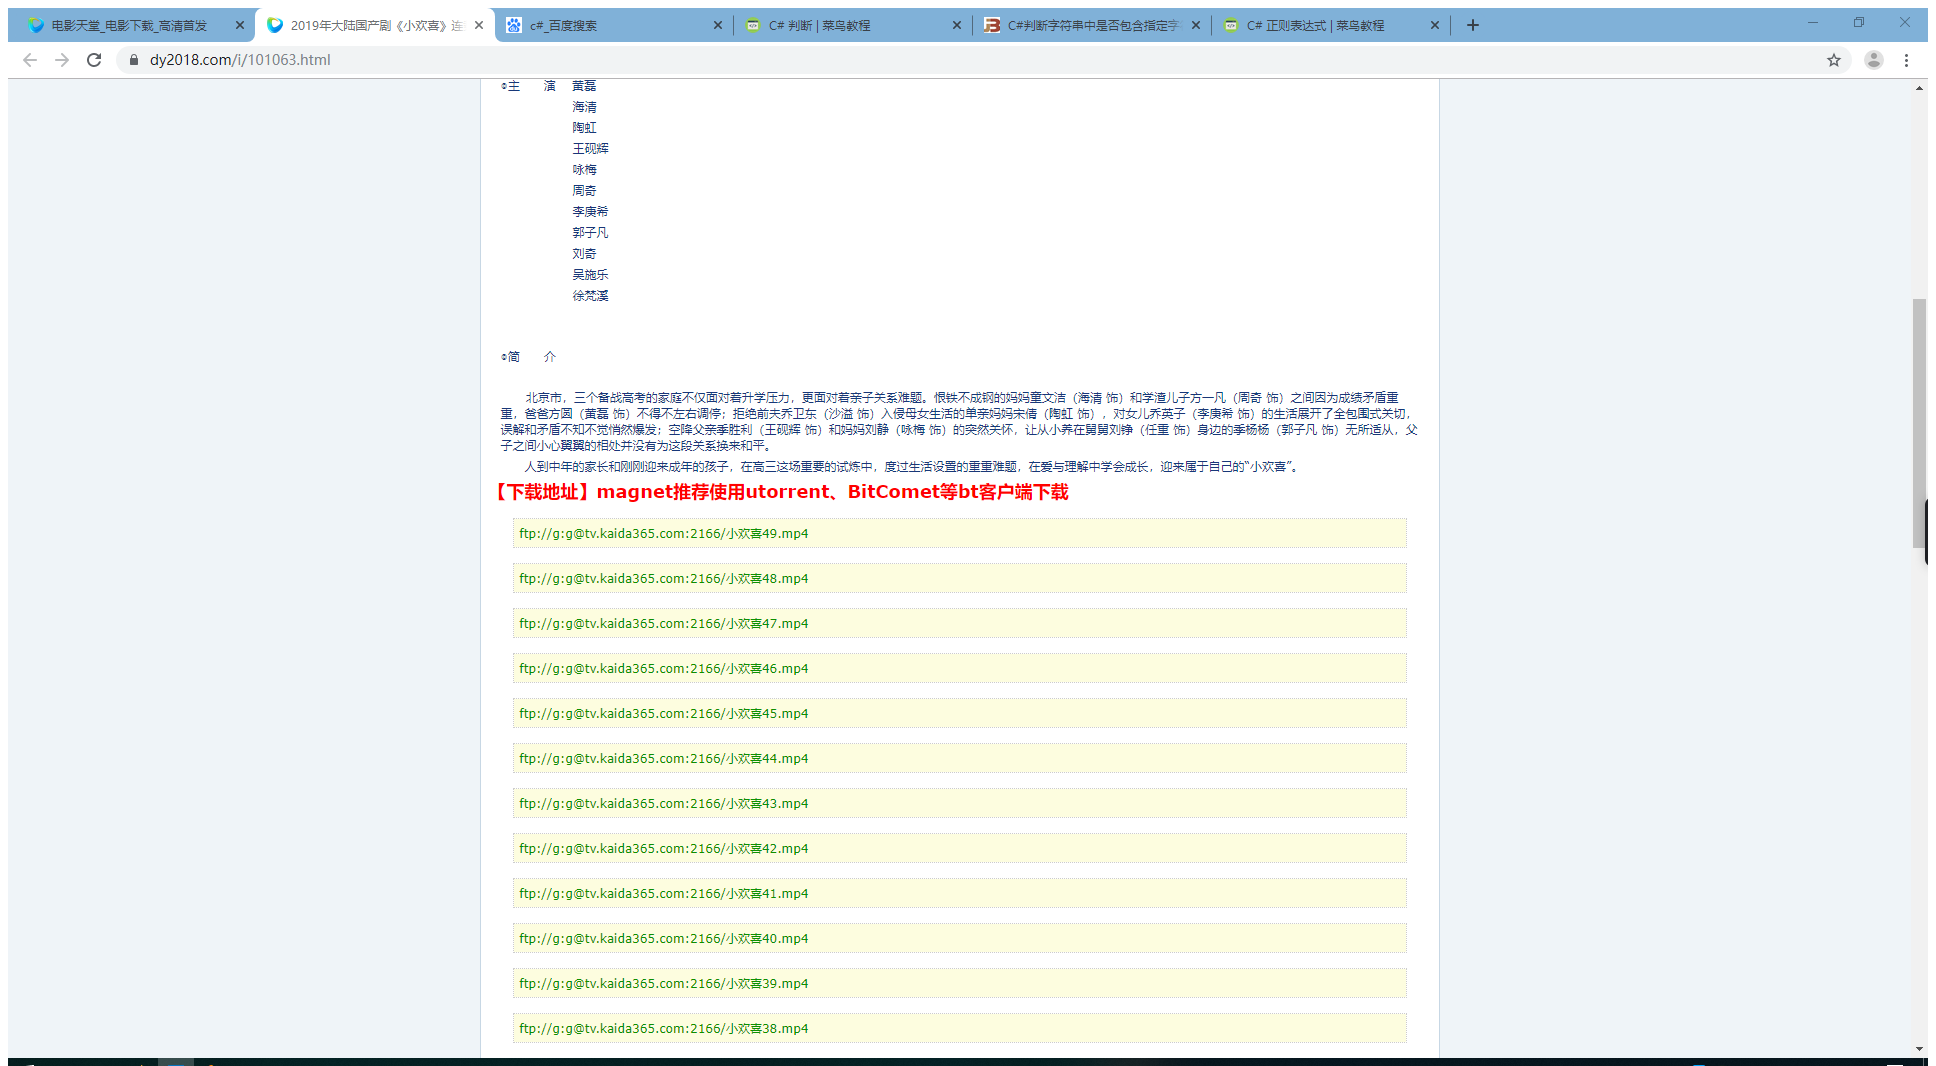 电影天堂_电影下载_高清首发
2019年大陆国产剧《小欢喜》连
c#_百度搜索
C# 判断 | 菜鸟教程
C#判断字符串中是否包含指定字
C# 正则表达式 | 菜鸟教程
dy2018.com/i/101063.html
◎主　　演　黄磊
海清
陶虹
王砚辉
咏梅
周奇
李庚希
郭子凡
刘奇
吴施乐
徐梵溪
◎简　　介
北京市，三个备战高考的家庭不仅面对着升学压力，更面对着亲子关系难题。恨铁不成钢的妈妈童文洁（海清 饰）和学渣儿子方一凡（周奇 饰）之间因为成绩矛盾重
重，爸爸方圆（黄磊 饰）不得不左右调停；拒绝前夫乔卫东（沙溢 饰）入侵母女生活的单亲妈妈宋倩（陶虹 饰），对女儿乔英子（李庚希 饰）的生活展开了全包围式关切，
误解和矛盾不知不觉悄然爆发；空降父亲季胜利（王砚辉 饰）和妈妈刘静（咏梅 饰）的突然关怀，让从小养在舅舅刘铮（任重 饰）身边的季杨杨（郭子凡 饰）无所适从，父
子之间小心翼翼的相处并没有为这段关系换来和平。
人到中年的家长和刚刚迎来成年的孩子，在高三这场重要的试炼中，度过生活设置的重重难题，在爱与理解中学会成长，迎来属于自己的“小欢喜”。
【下载地址】magnet推荐使用utorrent、BitComet等bt客户端下载
ftp://g:g@tv.kaida365.com:2166/小欢喜49.mp4
ftp://g:g@tv.kaida365.com:2166/小欢喜48.mp4
ftp://g:g@tv.kaida365.com:2166/小欢喜47.mp4
ftp://g:g@tv.kaida365.com:2166/小欢喜46.mp4
ftp://g:g@tv.kaida365.com:2166/小欢喜45.mp4
ftp://g:g@tv.kaida365.com:2166/小欢喜44.mp4
ftp://g:g@tv.kaida365.com:2166/小欢喜43.mp4
ftp://g:g@tv.kaida365.com:2166/小欢喜42.mp4
ftp://g:g@tv.kaida365.com:2166/小欢喜41.mp4
ftp://g:g@tv.kaida365.com:2166/小欢喜40.mp4
ftp://g:g@tv.kaida365.com:2166/小欢喜39.mp4
ftp://g:g@tv.kaida365.com:2166/小欢喜38.mp4